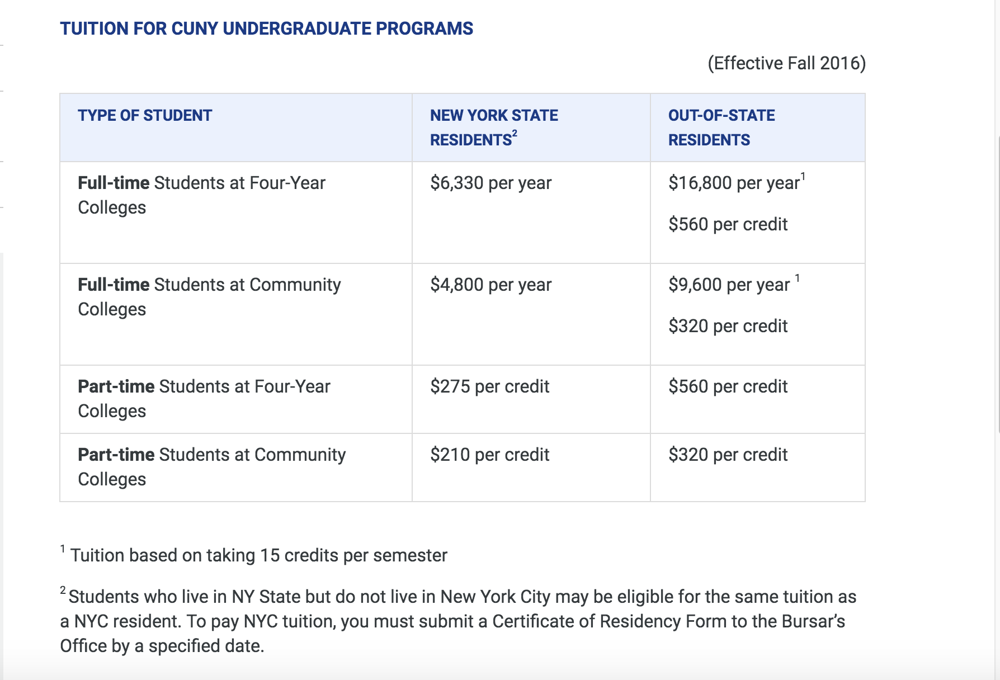 TUITION FOR CUNY UNDERGRADUATE PROGRAMS
(Effective Fall 2016)
TYPE OF STUDENT
NEW YORK STATE
RESIDENTS²
OUT-OF-STATE
RESIDENTS
Full-time Students at Four-Year
Colleges
$6,330 per year
$16,800 per year¹
$560 per credit
Full-time Students at Community
Colleges
$4,800 per year
$9,600 per year ¹
$320 per credit
Part-time Students at Four-Year
Colleges
$275 per credit
$560 per credit
Part-time Students at Community
Colleges
$210 per credit
$320 per credit
¹ Tuition based on taking 15 credits per semester
² Students who live in NY State but do not live in New York City may be eligible for the same tuition as
a NYC resident. To pay NYC tuition, you must submit a Certificate of Residency Form to the Bursar’s
Office by a specified date.